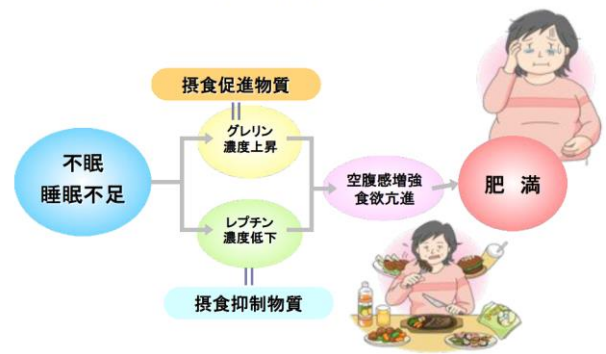 摂食促進物質
グレリン
濃度上昇
不眠
睡眠不足
空腹感増強
食欲亢進
肥 満
レプチン
濃度低下
摂食抑制物質